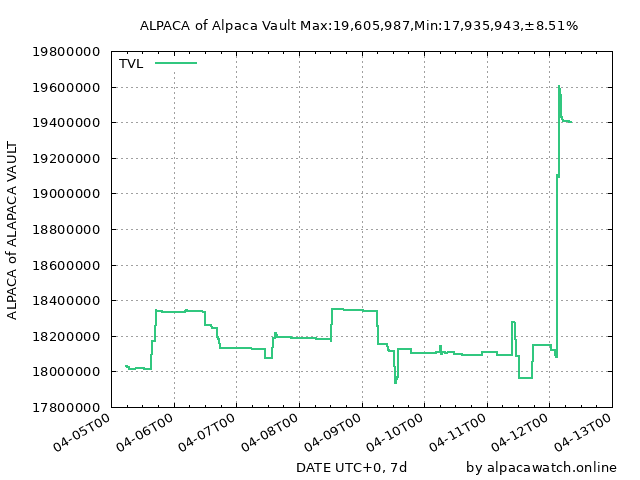 ALPACA of Alpaca Vault Max:19,605,987,Min:17,935,943,±8.51%
19800000
TVL
19600000
19400000
19200000
19000000
18800000
18600000
18400000
18200000
18000000
17800000
ALPACA of ALAPACA VAULT
04-05T00
04-06T00
04-07T00
04-08T00
04-09T00
04-10T00
04-11T00
04-12T00
04-13T00
DATE UTC+0, 7d
by alpacawatch.online